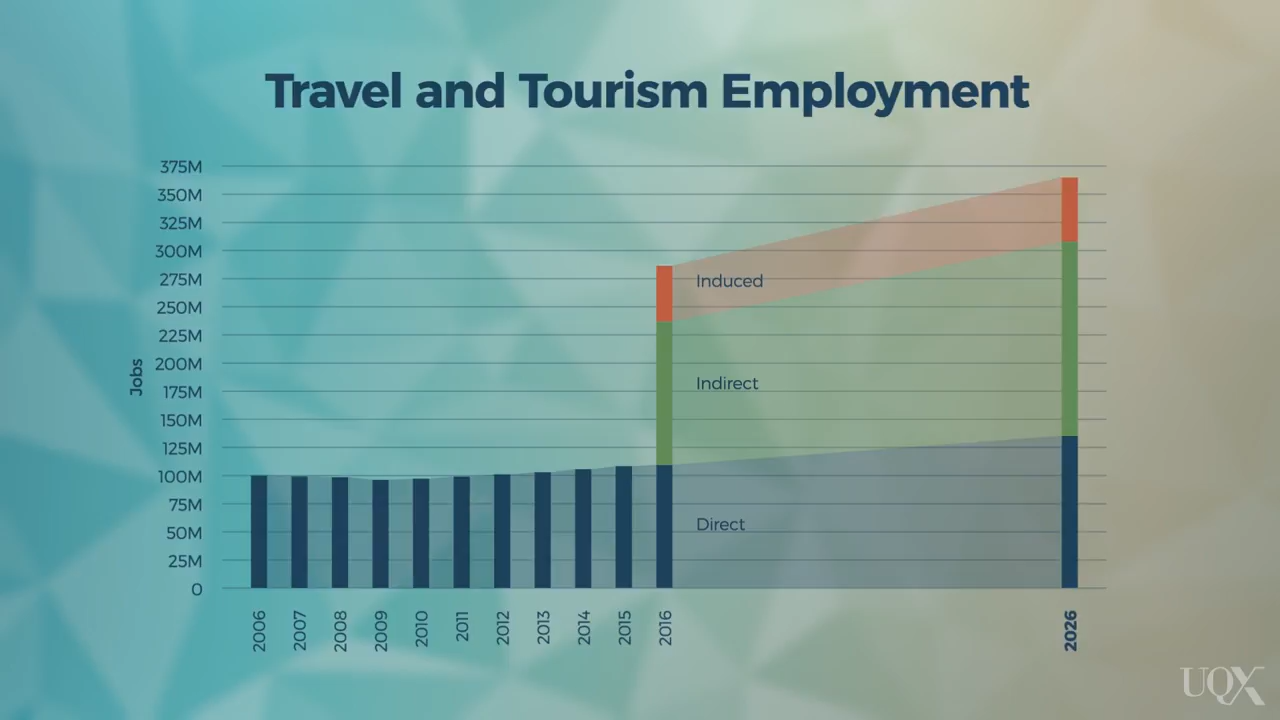 Travel and Tourism Employment
375M
350M
325M
300M
275M
250M
225M
200M
175M
150M
125M
100M
75M
50M
25M
0
Jobs
Induced
Indirect
Direct
2006
2007
2008
2009
2010
2011
2012
2013
2014
2015
2016
2026
UQX